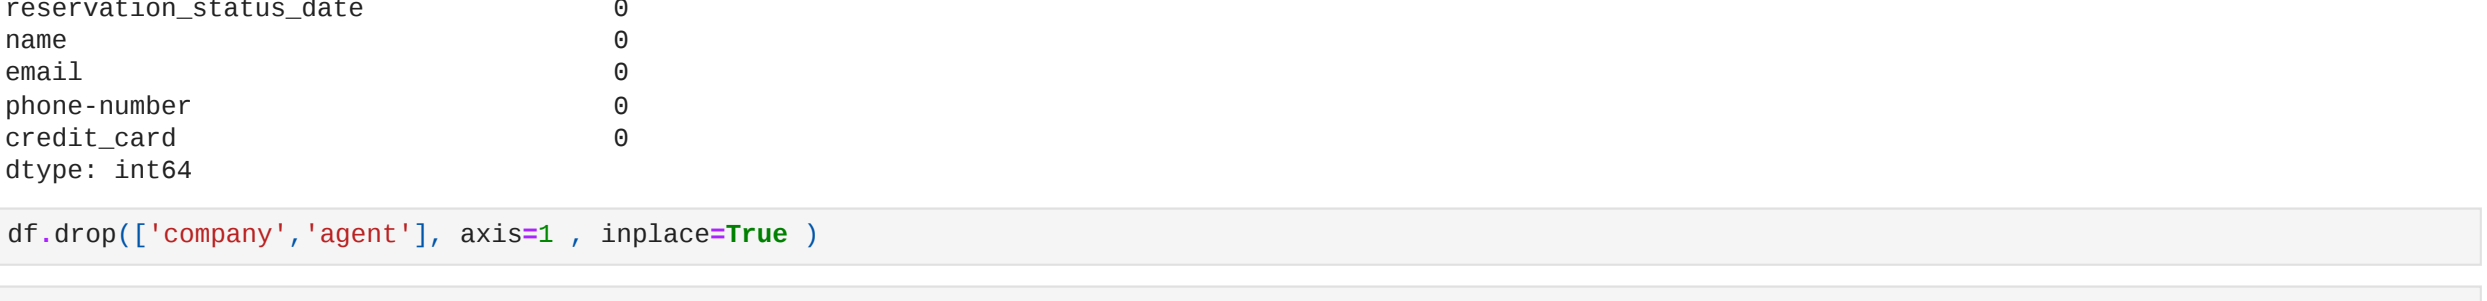 reservation_status_date 0
name 0
email 0
phone-number 0
credit_card 0
dtype: int64
df.drop(['company','agent'], axis=1 , inplace=True )